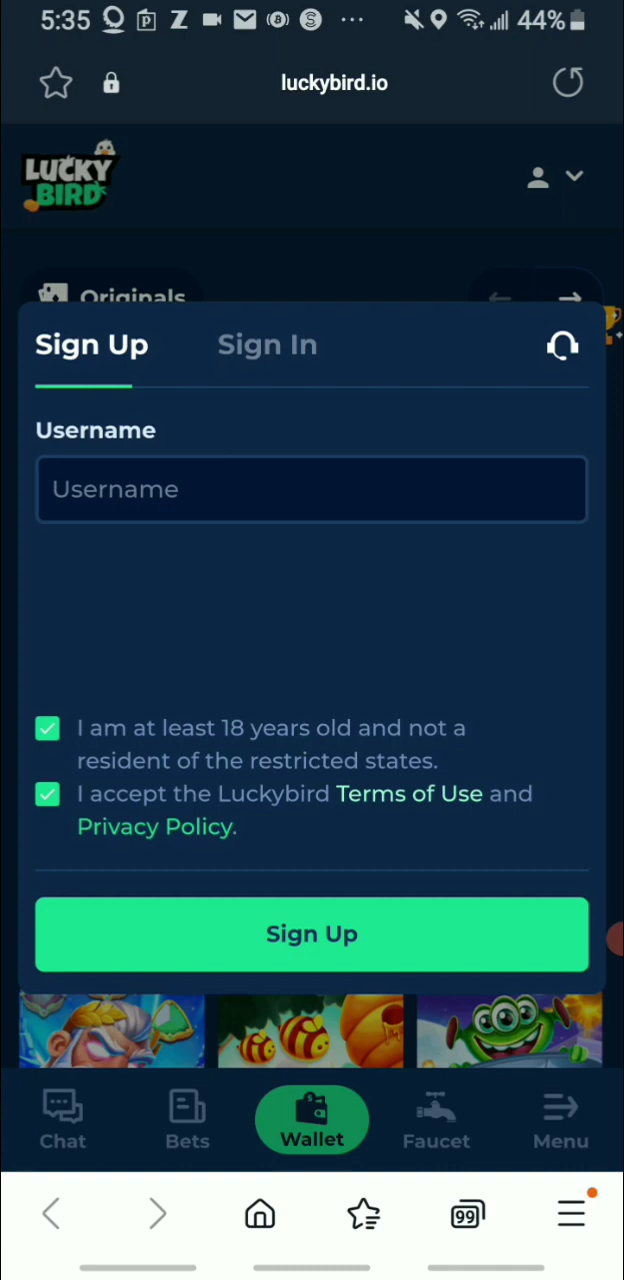 5:35
44%
luckybird.io
LUCKY
BIRD
Originals
Sign Up Sign In
Username
Username
I am at least 18 years old and not a
resident of the restricted states.
I accept the Luckybird Terms of Use and
Privacy Policy.
Sign Up
Chat Bets Wallet Faucet Menu
99